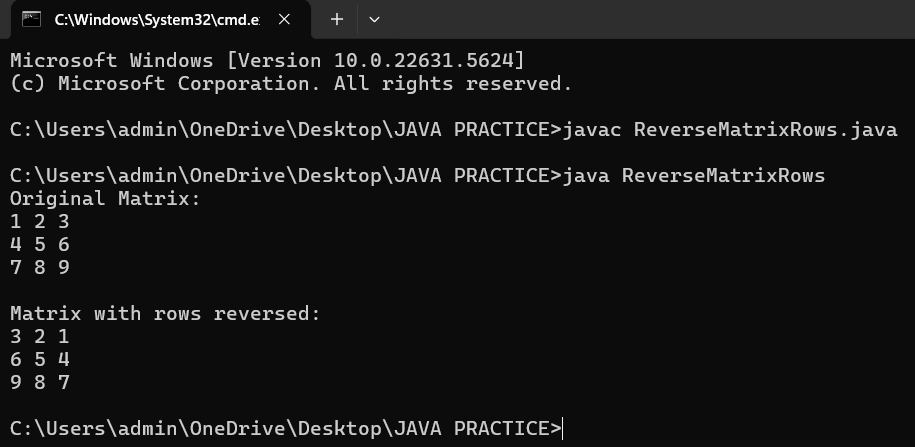 C:\Windows\System32\cmd.e
Microsoft Windows [Version 10.0.22631.5624]
(c) Microsoft Corporation. All rights reserved.
C:\Users\admin\OneDrive\Desktop\JAVA PRACTICE>javac ReverseMatrixRows.java
C:\Users\admin\OneDrive\Desktop\JAVA PRACTICE>java ReverseMatrixRows
Original Matrix:
1 2 3
4 5 6
7 8 9
Matrix with rows reversed:
3 2 1
6 5 4
9 8 7
C:\Users\admin\OneDrive\Desktop\JAVA PRACTICE>